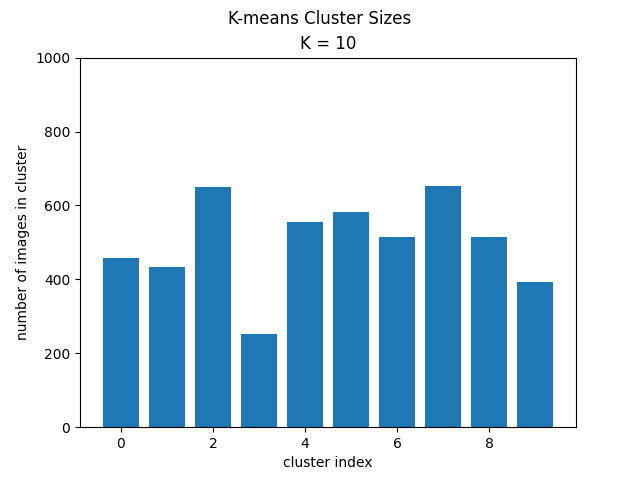 K-means Cluster Sizes
K = 10
1000
800
600
400
200
0
number of images in cluster
0 2 4 6 8
cluster index